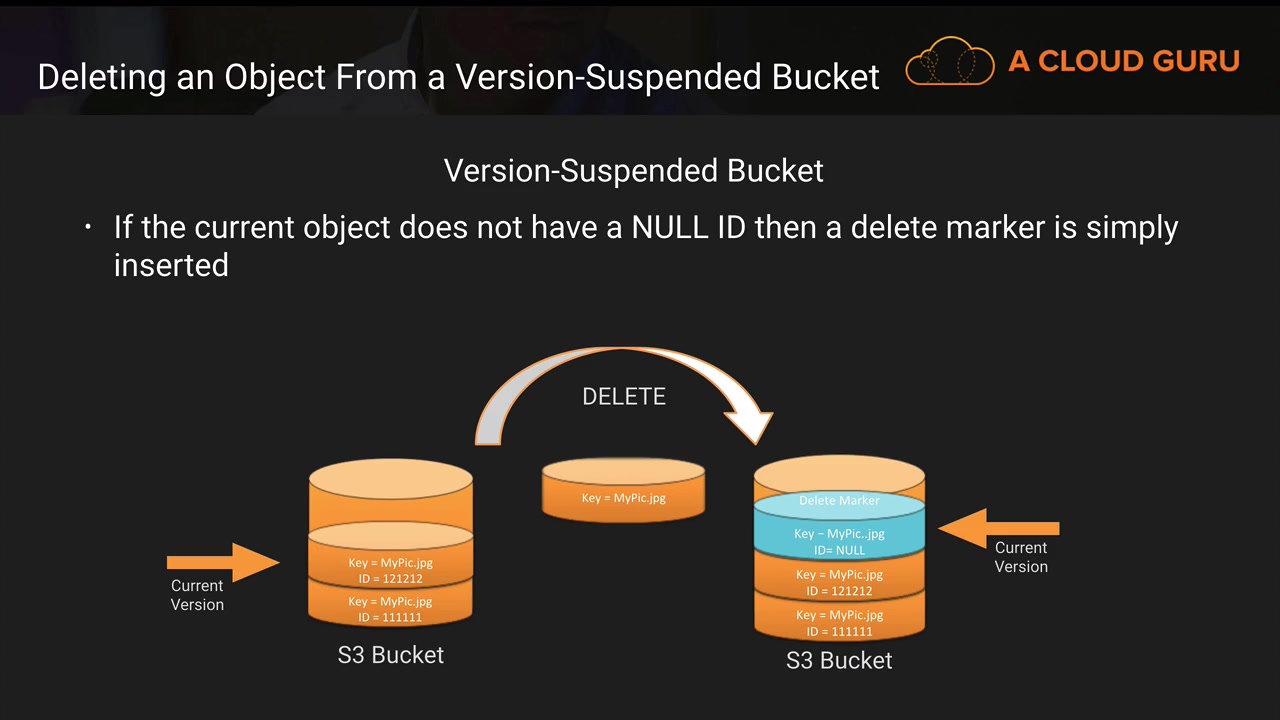 Deleting an Object From a Version-Suspended Bucket
A CLOUD GURU
Version-Suspended Bucket
· If the current object does not have a NULL ID then a delete marker is simply
inserted
DELETE
Key = MyPic.jpg
Current
Version
Key = MyPic.jpg
ID = 121212
Key = MyPic.jpg
ID = 111111
S3 Bucket
Delete Marker
Key – MyPic..jpg
ID= NULL
Key = MyPic.jpg
ID = 121212
Key = MyPic.jpg
ID = 111111
S3 Bucket
Current
Version